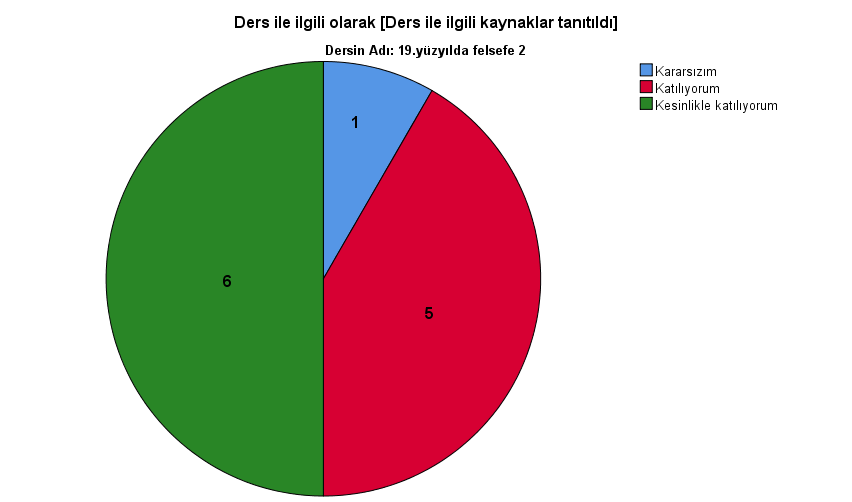 Ders ile ilgili olarak [Ders ile ilgili kaynaklar tanıtıldı]
Dersin Adı: 19.yüzyılda felsefe 2
Kararsızım
Katılıyorum
Kesinlikle katılıyorum
1
6
5